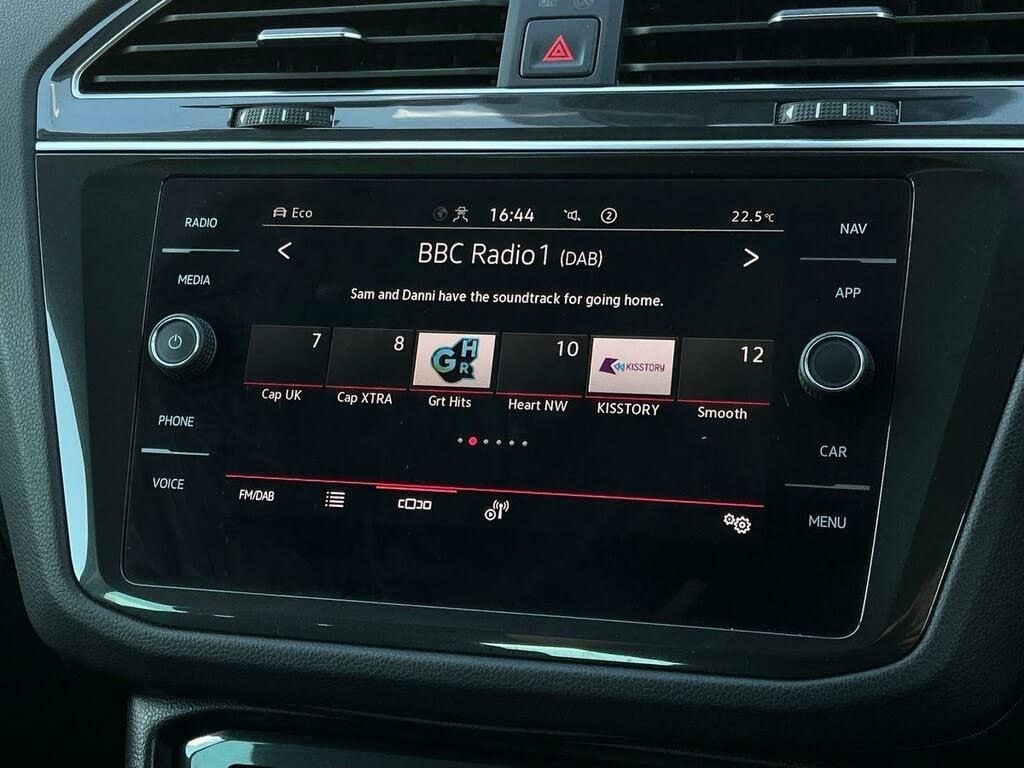 RADIO
MEDIA
PHONE
VOICE
Eco
16:44
2
22.5°C
BBC Radio 1 (DAB)
Sam and Danni have the soundtrack for going home.
7
8
GHR
10
KISSTORY
12
Cap UK
Cap XTRA
Grt Hits
Heart NW
KISSTORY
Smooth
FM/DAB
NAV
APP
CAR
MENU